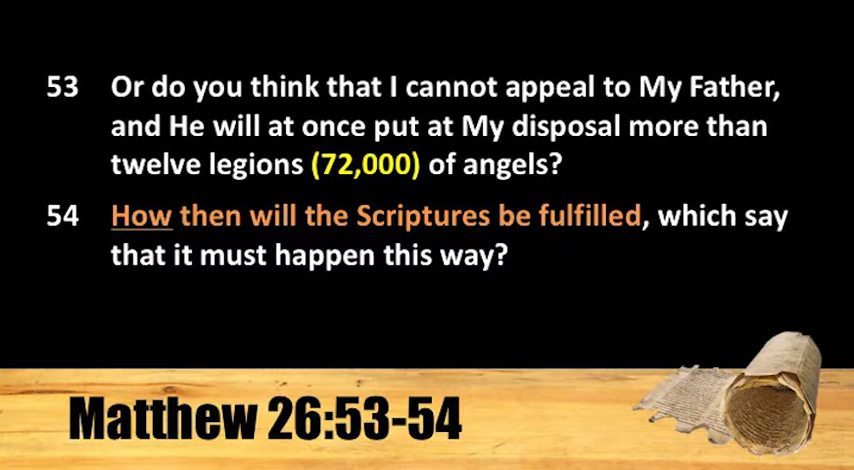 53 Or do you think that I cannot appeal to My Father,
and He will at once put at My disposal more than
twelve legions (72,000) of angels?
54 How then will the Scriptures be fulfilled, which say
that it must happen this way?
Matthew 26:53-54